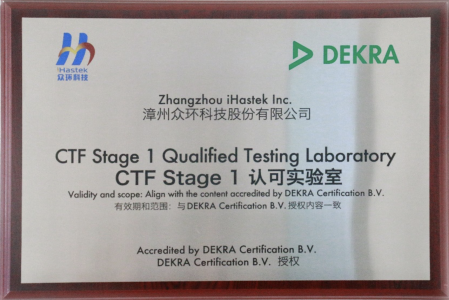 iHastek
众环科技
DEKRA
Zhangzhou iHastek Inc.
漳州众环科技股份有限公司
CTF Stage 1 Qualified Testing Laboratory
CTF Stage 1 认可实验室
Validity and scope: Align with the content accredited by DEKRA Certification B.V.
有效期和范围: 与DEKRA Certification B.V. 授权内容一致
Accredited by DEKRA Certification B.V.
DEKRA Certification B.V. 授权